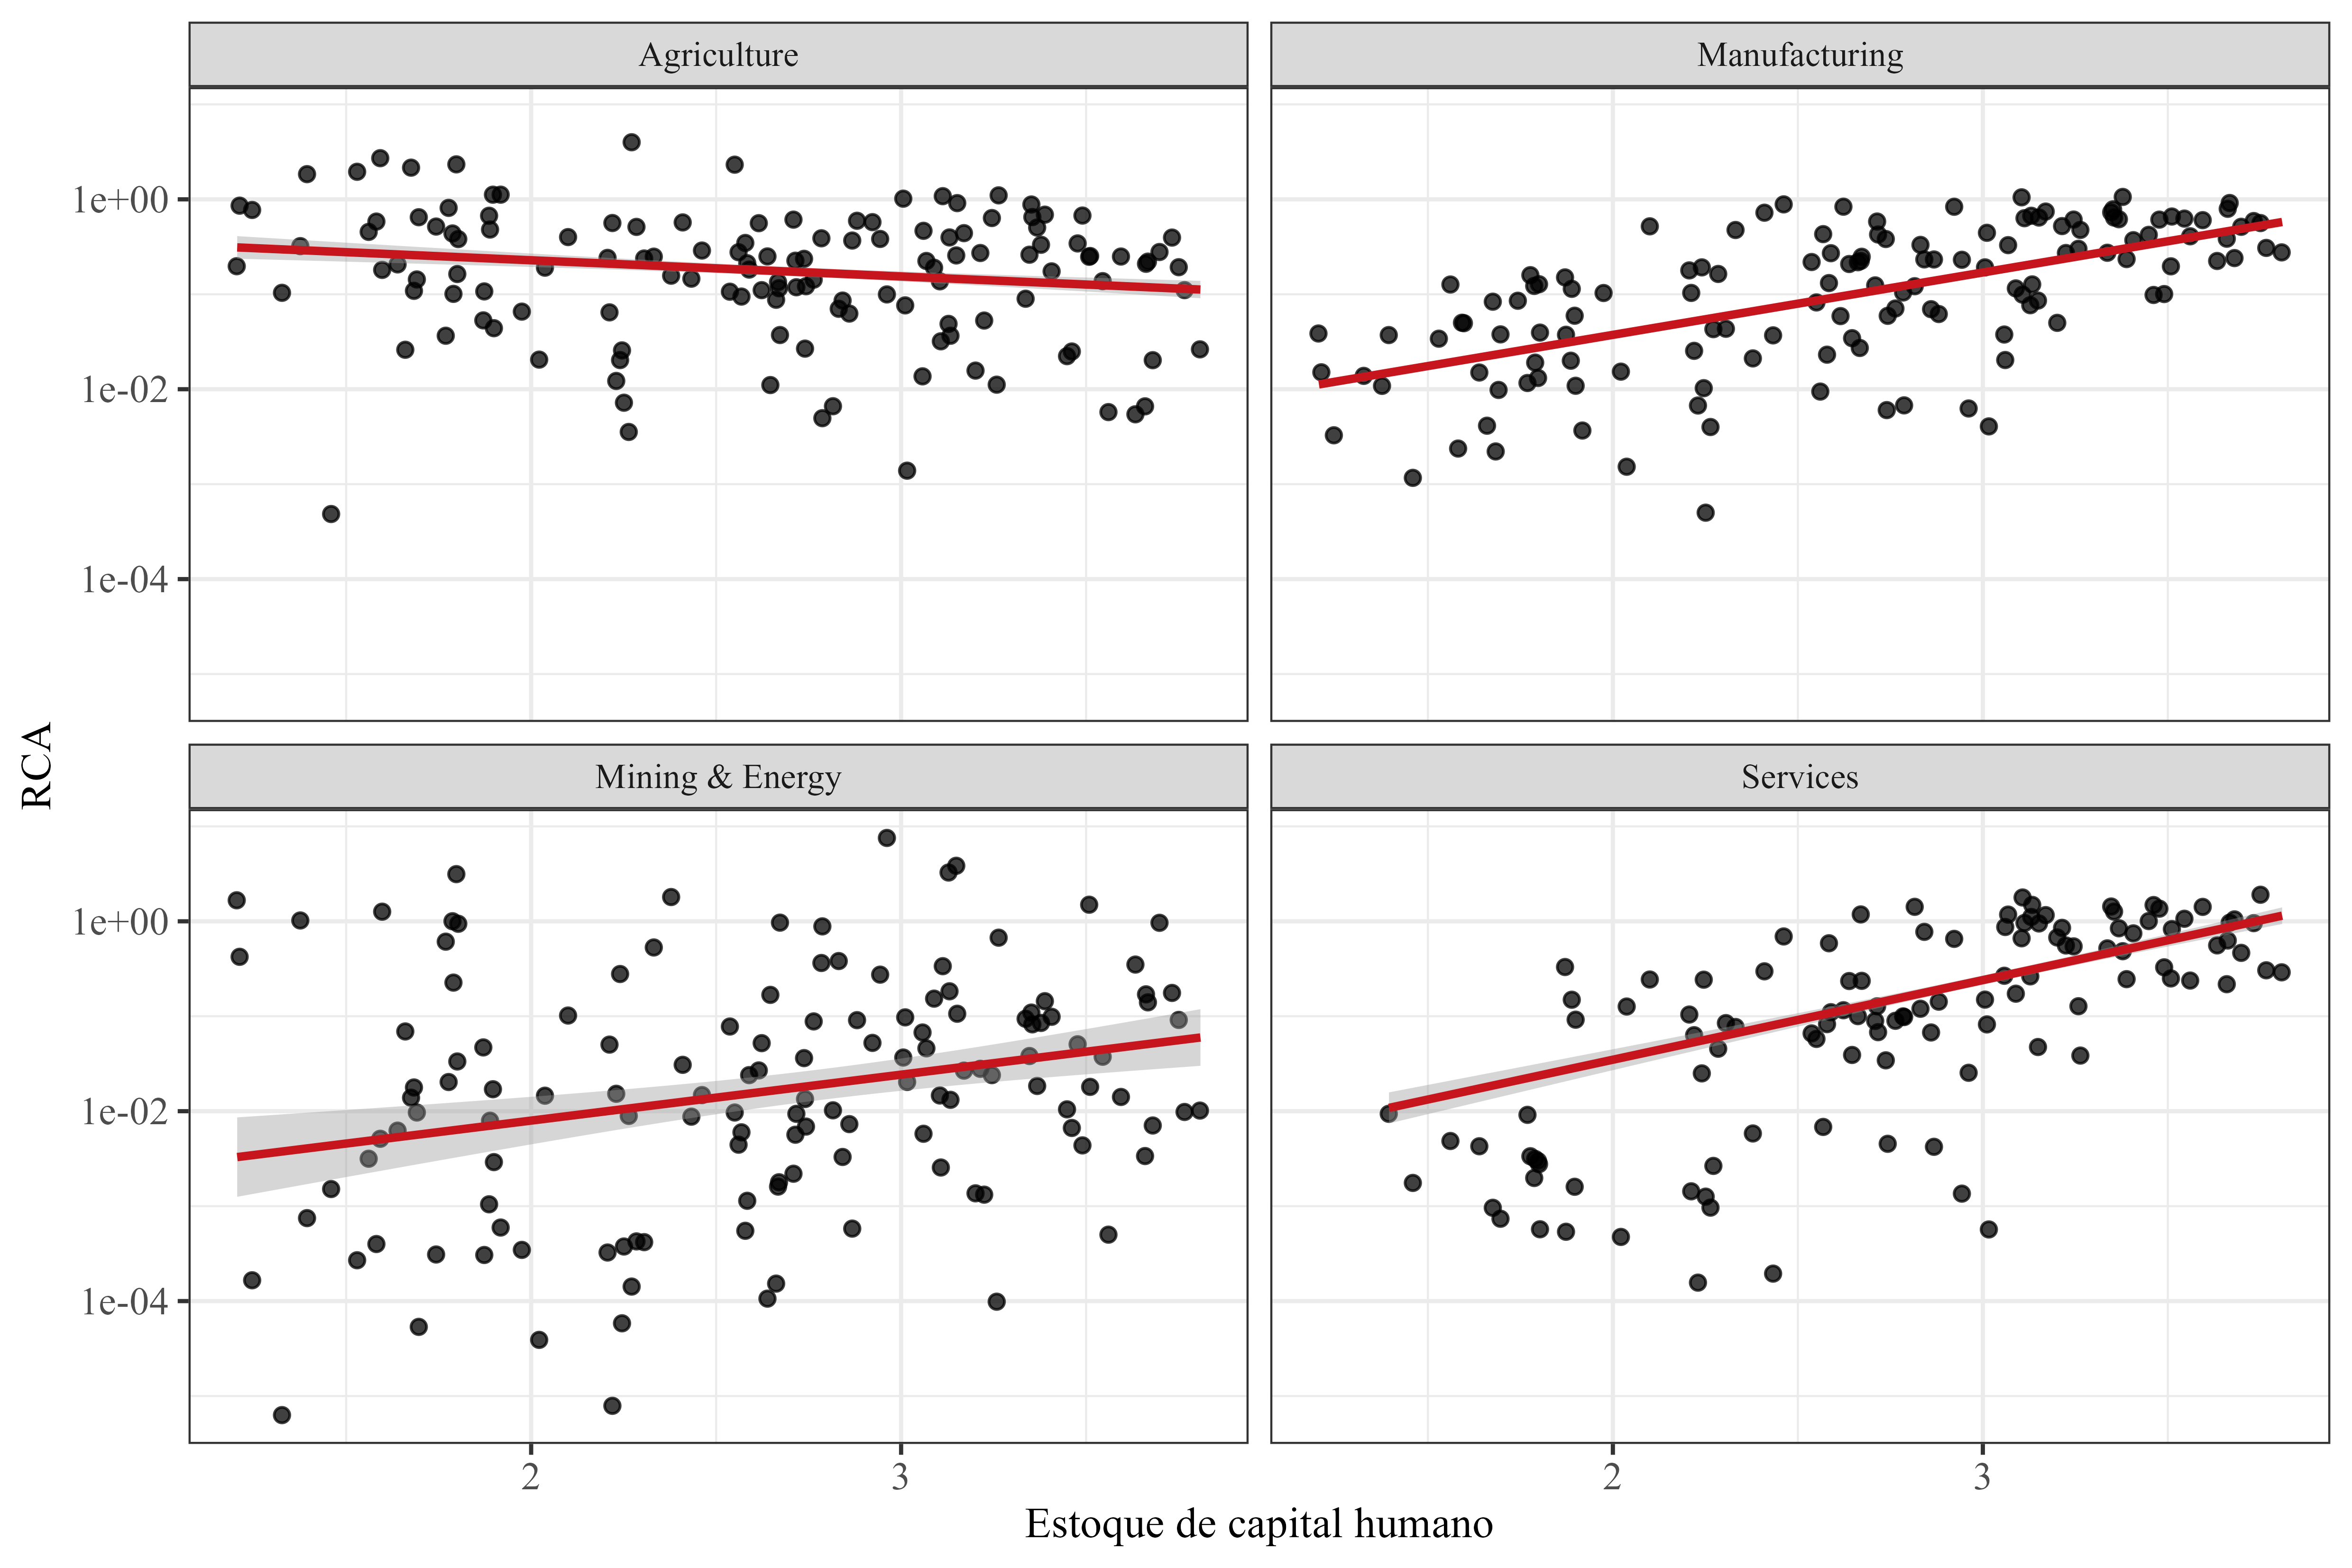 Agriculture
Manufacturing
1e+00
1e-02
1e-04
RCA
Mining & Energy
Services
1e+00
1e-02
1e-04
2
3
2
3
Estoque de capital humano